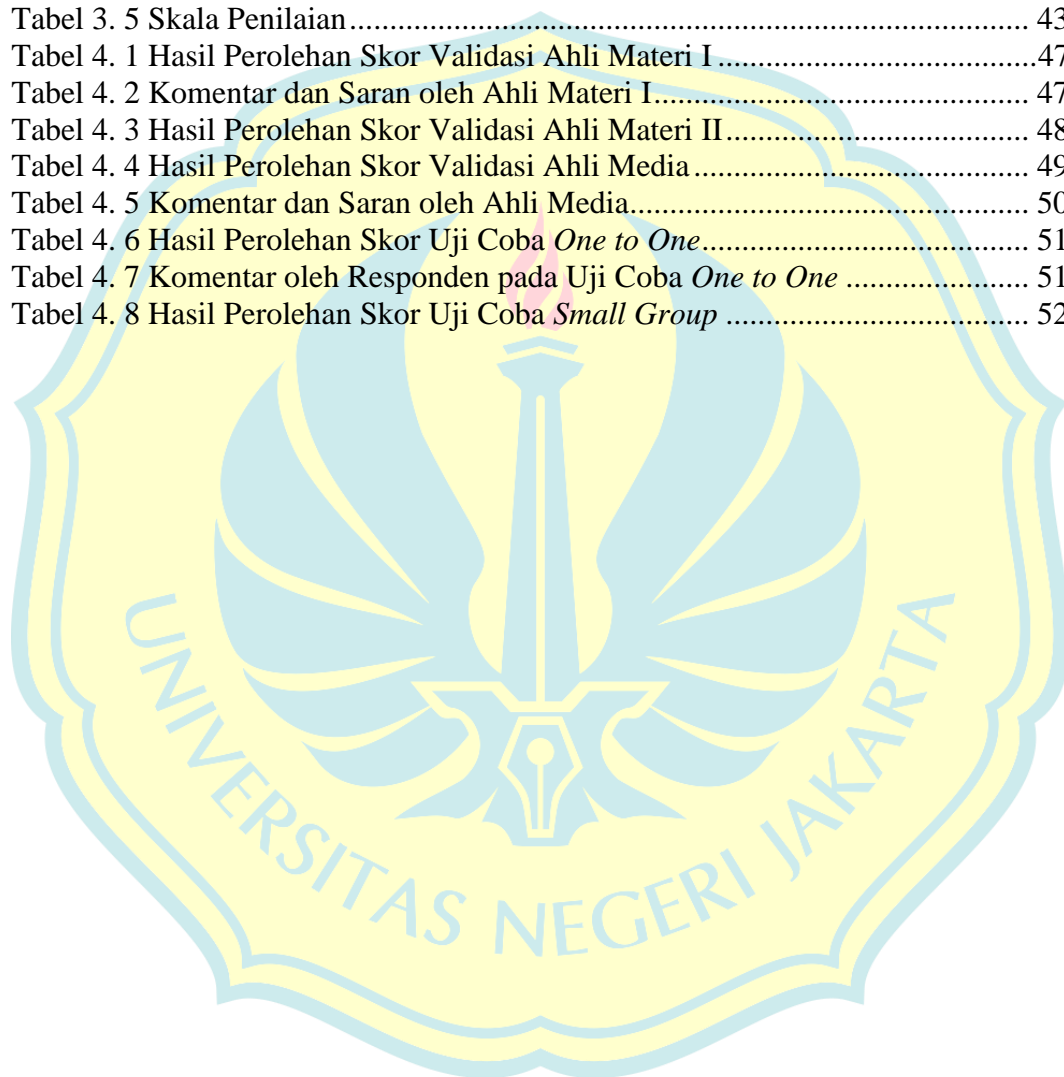 Tabel 3. 5 Skala Penilaian ................................................................................................ 43
Tabel 4. 1 Hasil Perolehan Skor Validasi Ahli Materi I .............................................47
Tabel 4. 2 Komentar dan Saran oleh Ahli Materi I...................................................... 47
Tabel 4. 3 Hasil Perolehan Skor Validasi Ahli Materi II ............................................ 48
Tabel 4. 4 Hasil Perolehan Skor Validasi Ahli Media ................................................ 49
Tabel 4. 5 Komentar dan Saran oleh Ahli Media......................................................... 50
Tabel 4. 6 Hasil Perolehan Skor Uji Coba One to One............................................... 51
Tabel 4. 7 Komentar oleh Responden pada Uji Coba One to One .............................. 51
Tabel 4. 8 Hasil Perolehan Skor Uji Coba Small Group ............................................ 52
UNIVERSITAS NEGERI JAKARTA